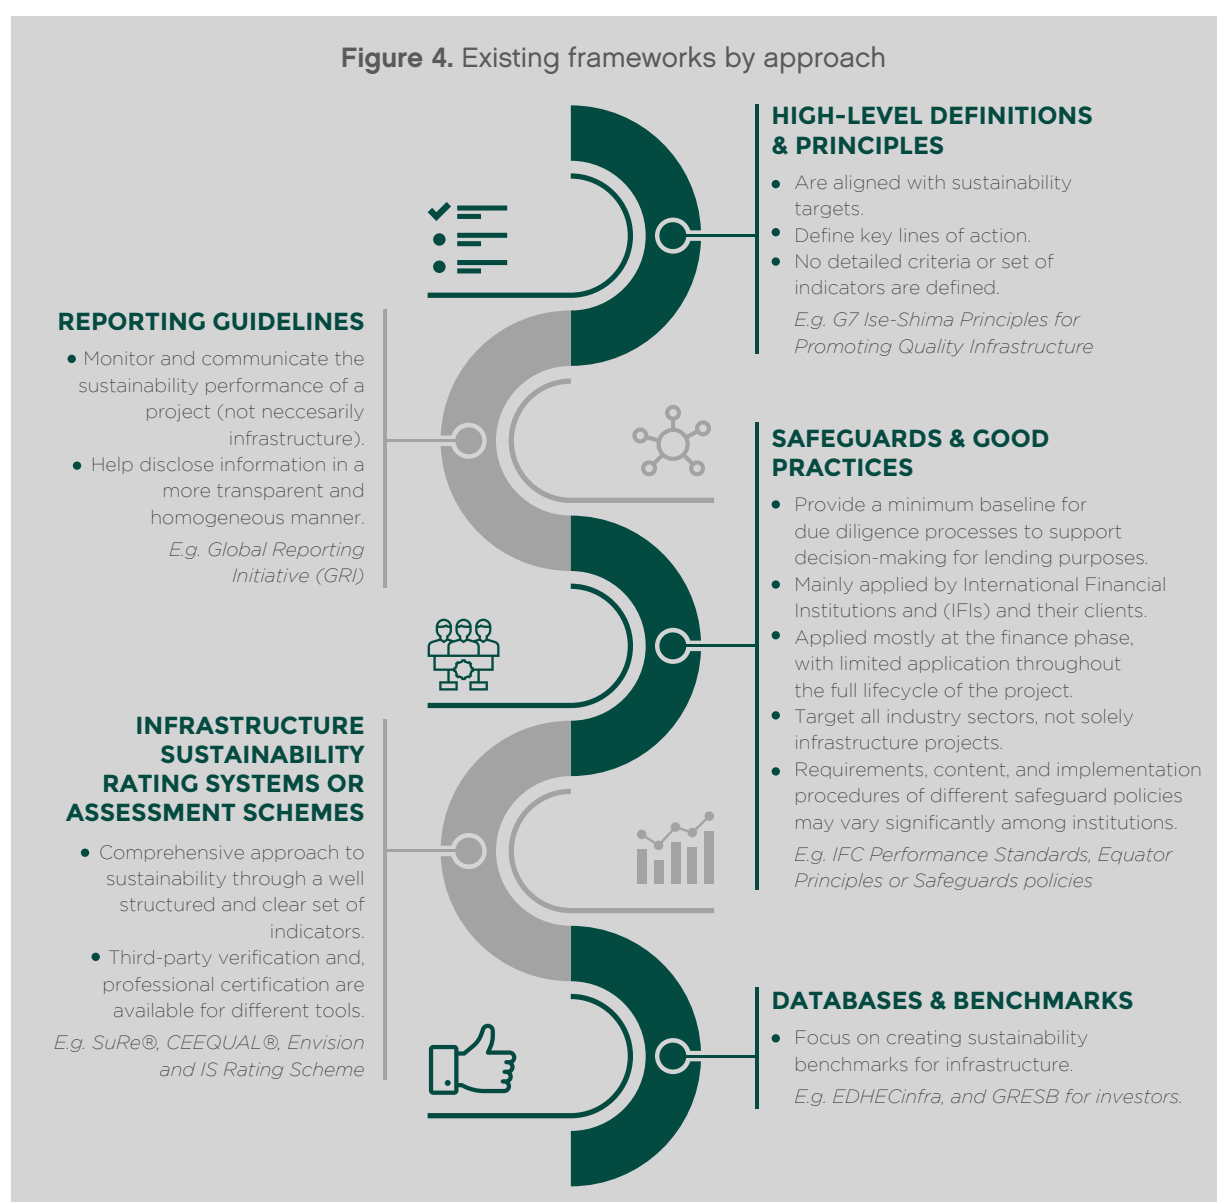 Figure 4. Existing frameworks by approach
HIGH-LEVEL DEFINITIONS
& PRINCIPLES
• Are aligned with sustainability
targets.
• Define key lines of action.
• No detailed criteria or set of
indicators are defined.
E.g. G7 Ise-Shima Principles for
Promoting Quality Infrastructure
REPORTING GUIDELINES
• Monitor and communicate the
sustainability performance of a
project (not neccesarily
infrastructure).
• Help disclose information in a
more transparent and
homogeneous manner.
E.g. Global Reporting
Initiative (GRI)
SAFEGUARDS & GOOD
PRACTICES
• Provide a minimum baseline for
due diligence processes to support
decision-making for lending purposes.
• Mainly applied by International Financial
Institutions and (IFIs) and their clients.
• Applied mostly at the finance phase,
with limited application throughout
the full lifecycle of the project.
• Target all industry sectors, not solely
infrastructure projects.
• Requirements, content, and implementation
procedures of different safeguard policies
may vary significantly among institutions.
E.g. IFC Performance Standards, Equator
Principles or Safeguards policies
INFRASTRUCTURE
SUSTAINABILITY
RATING SYSTEMS OR
ASSESSMENT SCHEMES
• Comprehensive approach to
sustainability through a well
structured and clear set of
indicators.
• Third-party verification and,
professional certification are
available for different tools.
E.g. SuRe®, CEEQUAL®, Envision
and IS Rating Scheme
DATABASES & BENCHMARKS
• Focus on creating sustainability
benchmarks for infrastructure.
E.g. EDHECinfra, and GRESB for investors.